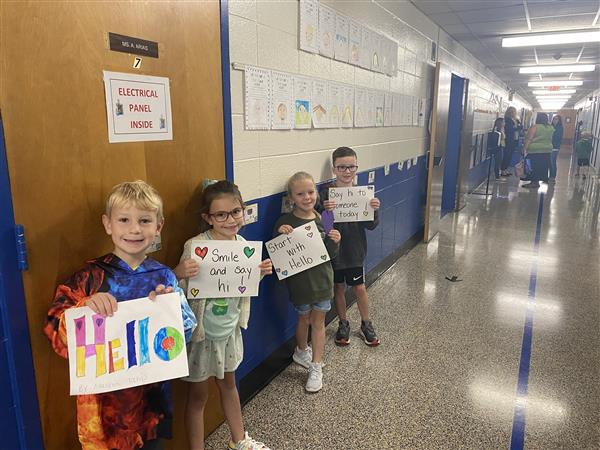 MS. A. ARIAS
7
ELECTRICAL
PANEL
INSIDE
Hello
By
Smile
and say
hi !
Start
with
Hello
Say hi to
someone
today